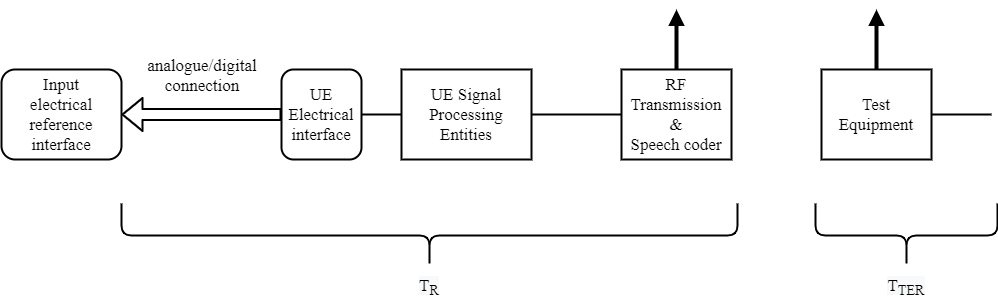 analogue/digital
connection
Input
electrical
reference
interface
UE
Electrical
interface
UE Signal
Processing
Entities
RF
Transmission
&
Speech coder
Test
Equipment
TR
TTER